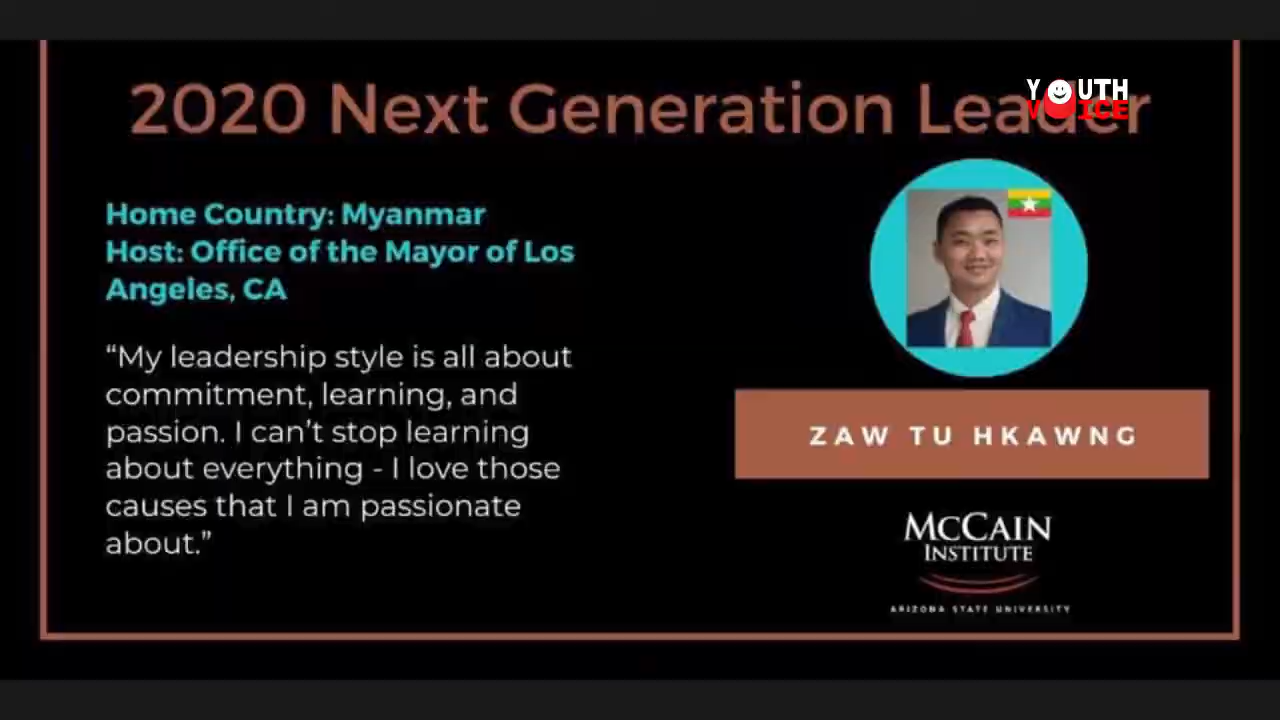 2020 Next Generation Leader
YOUTH
VOICE
Home Country: Myanmar
Host: Office of the Mayor of Los
Angeles, CA
“My leadership style is all about
commitment, learning, and
passion. I can’t stop learning
about everything - I love those
causes that I am passionate
about.”
ZAW TU HKAWNG
MCCAIN
INSTITUTE
ARIZONA STATE UNIVERSITY